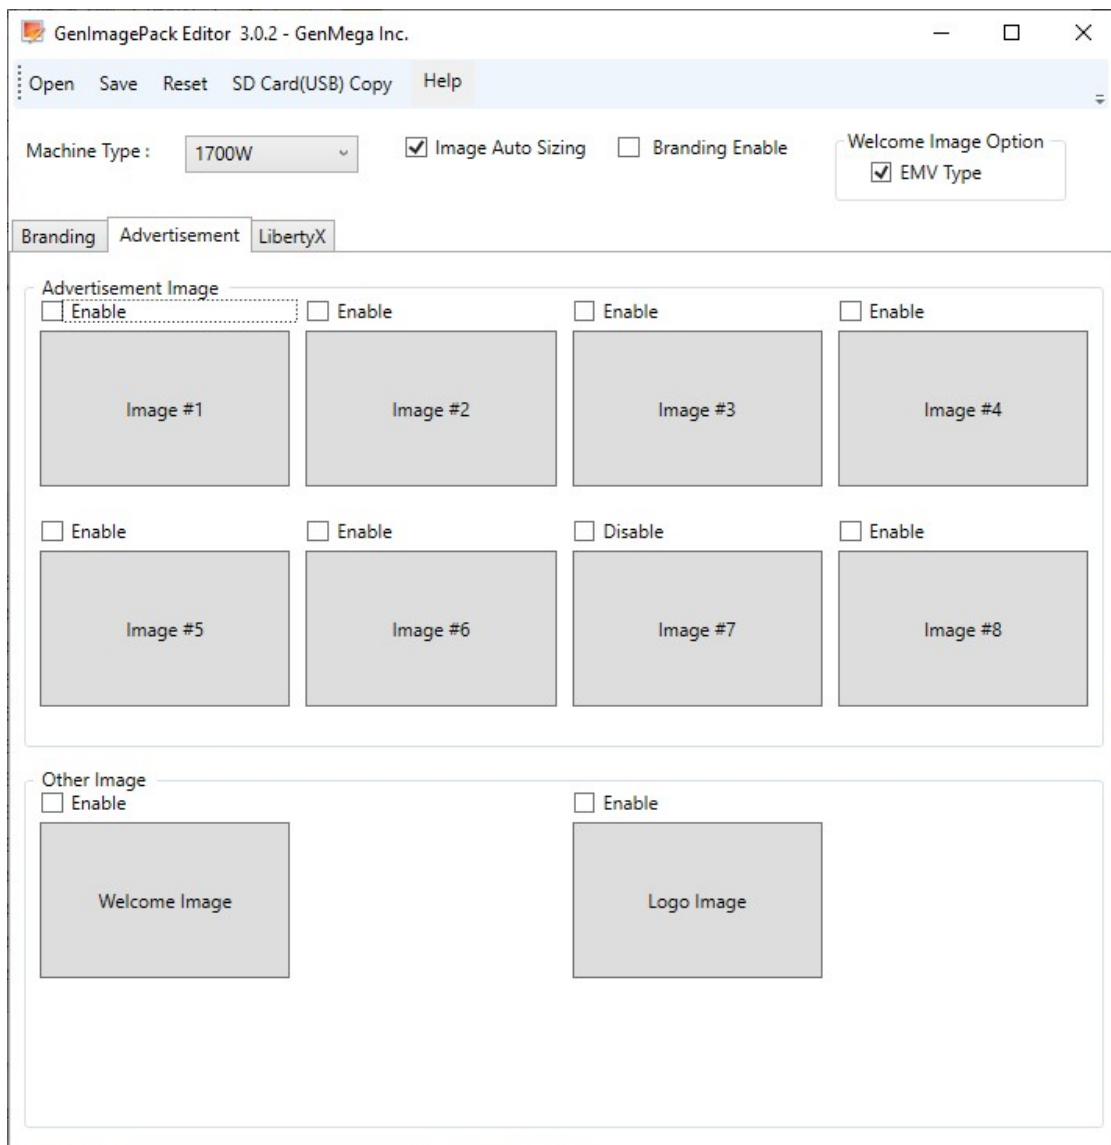 GenImagePack Editor 3.0.2 - GenMega Inc.
Open Save Reset SD Card(USB) Copy Help
Machine Type : 1700W Image Auto Sizing Branding Enable Welcome Image Option
EMV Type
Branding Advertisement LibertyX
Advertisement Image
Enable Enable Enable Enable
Image #1 Image #2 Image #3 Image #4
Enable Enable Disable Enable
Image #5 Image #6 Image #7 Image #8
Other Image
Enable Enable
Welcome Image Logo Image